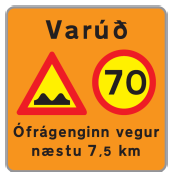 Varúð
70
Ófrágenginn vegur
næstu 7,5 km